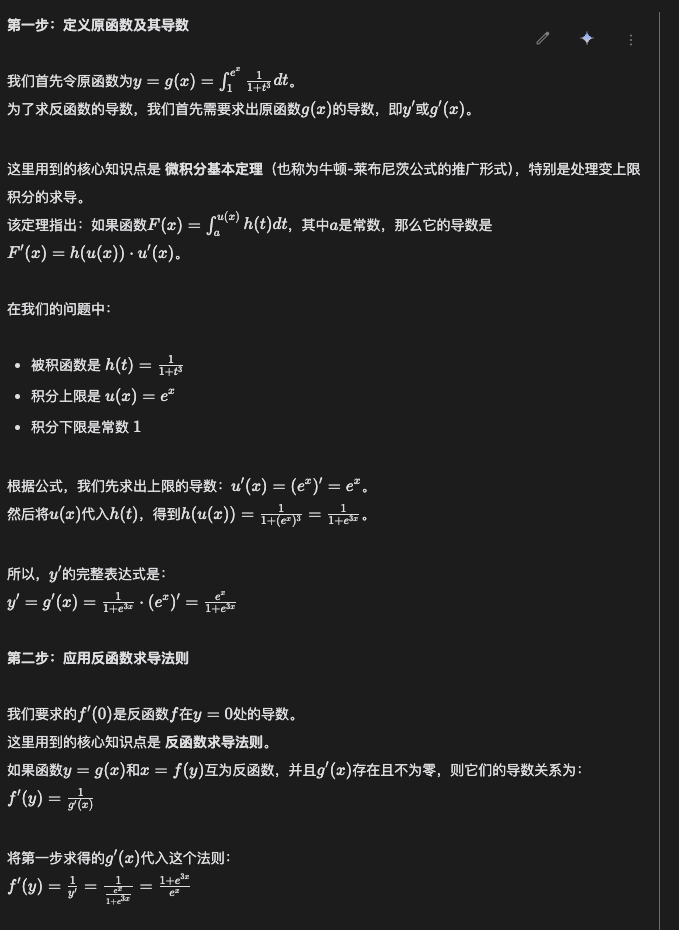 第一步：定义原函数及其导数
我们首先令原函数为$y = g(x) = \int_1^{e^x} \frac{1}{1+t^3} dt$。
为了求反函数的导数，我们首先需要求出原函数$g(x)$的导数，即$y'$或$g'(x)$。
这里用到的核心知识点是 微积分基本定理（也称为牛顿-莱布尼茨公式的推广形式），特别是处理变上限
积分的求导。
该定理指出：如果函数$F(x) = \int_a^{u(x)} h(t)dt$，其中$a$是常数，那么它的导数是
$F'(x) = h(u(x)) \cdot u'(x)$。
在我们的问题中：
• 被积函数是 $h(t) = \frac{1}{1+t^3}$
• 积分上限是 $u(x) = e^x$
• 积分下限是常数 1
根据公式，我们先求出上限的导数：$u'(x) = (e^x)' = e^x$。
然后将$u(x)$代入$h(t)$，得到$h(u(x)) = \frac{1}{1+(e^x)^3} = \frac{1}{1+e^{3x}}$。
所以，$y'$的完整表达式是：
$y' = g'(x) = \frac{1}{1+e^{3x}} \cdot (e^x)' = \frac{e^x}{1+e^{3x}}$
第二步：应用反函数求导法则
我们要求的$f'(0)$是反函数$f$在$y = 0$处的导数。
这里用到的核心知识点是 反函数求导法则。
如果函数$y = g(x)$和$x = f(y)$互为反函数，并且$g'(x)$存在且不为零，则它们的导数关系为：
$f'(y) = \frac{1}{g'(x)}$
将第一步求得的$g'(x)$代入这个法则：
$f'(y) = \frac{1}{y'} = \frac{1}{\frac{e^x}{1+e^{3x}}} = \frac{1+e^{3x}}{e^x}$